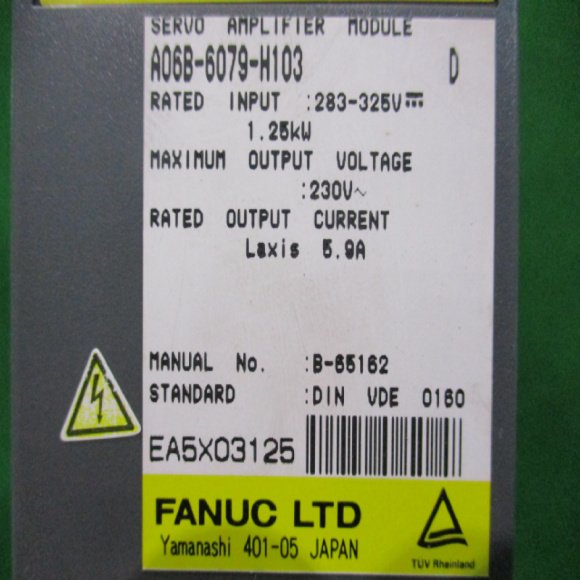 SERVO AMPLIFIER MODULE
A06B-6079-H103 D
RATED INPUT :283-325V⎓
1.25kW
MAXIMUM OUTPUT VOLTAGE
:230V~
RATED OUTPUT CURRENT
Laxis 5.9A
MANUAL No. :B-65162
STANDARD :DIN VDE 0160
EA5X03125
FANUC LTD
Yamanashi 401-05 JAPAN
TÜV Rheinland